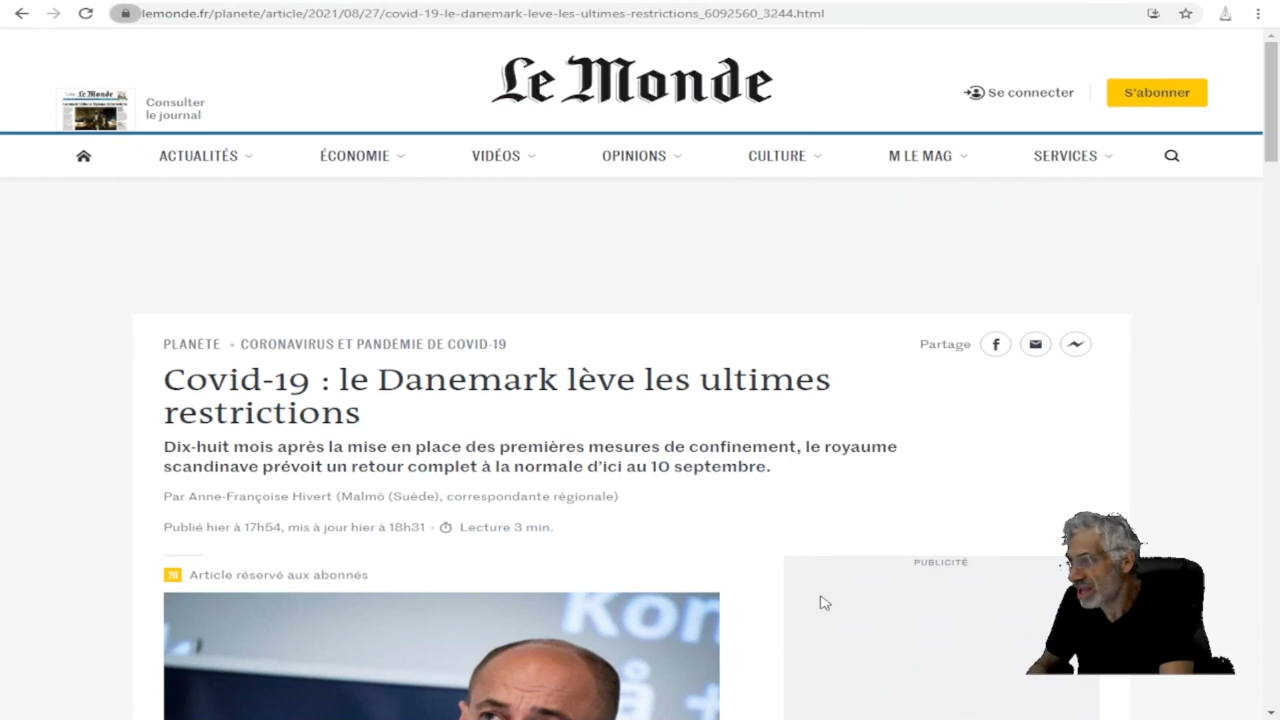 lemonde.fr/planete/article/2021/08/27/covid-19-le-danemark-leve-les-ultimes-restrictions_6092560_3244.html
Le Monde
Consulter
le journal
Le Monde
Se connecter
S'abonner
ACTUALITÉS
ÉCONOMIE
VIDÉOS
OPINIONS
CULTURE
M LE MAG
SERVICES
PLANÈTE • CORONAVIRUS ET PANDÉMIE DE COVID-19
Partage
Covid-19 : le Danemark lève les ultimes
restrictions
Dix-huit mois après la mise en place des premières mesures de confinement, le royaume
scandinave prévoit un retour complet à la normale d'ici au 10 septembre.
Par Anne-Françoise Hivert (Malmö (Suède), correspondante régionale)
Publié hier à 17h54, mis à jour hier à 18h31 • Lecture 3 min.
Article réservé aux abonnés
PUBLICITÉ
Kon
å +